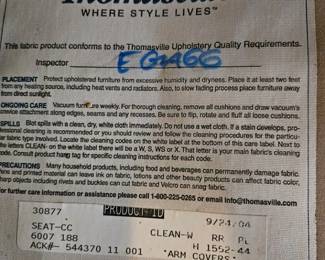 Thomasville
WHERE STYLE LIVES™
This fabric product conforms to the Thomasville Upholstery Quality Requirements.
Inspector
PLACEMENT Protect upholstered furniture from excessive humidity and dryness. Place it at least two feet
from any heating source, including heat vents and radiators. Also, to slow fading process place furniture away
from direct sunlight.
ONGOING CARE Vacuum furniture weekly. For thorough cleaning, remove all cushions and draw vacuum's
attachment along edges, seams and any recesses. Be sure to flip, rotate and fluff all loose cushions.
SPILLS Blot spills with a clean, dry, white cloth immediately. Do not use a wet cloth. If a stain develops,
cleaning is recommended or you should review and follow the cleaning procedures for the particular
fabric type involved. Locate the cleaning codes on the white label at the bottom of this care label. Next to
the letters CLEAN- on the white label there will be a W, S, WS or X. That letter is your main fabric's cleaning
code. Consult product hang tag for specific cleaning instructions for each code.
PRECAUTIONS Many household products, including food and beverages can permanently damage fabric.
and printed material can leave ink on fabric, lotions and other beauty products can affect fabric color,
objects including rivets and buckles can cut fabric and Velcro can snag fabric.
For further care information or assistance please call 1-800-225-0265 or email info@thomasville.com.
30877 PRODUCT ID 9/24/04
SEAT-CC CLEAN-W RR PL
6007 188 H 1552-44
ACK#- 544370 11 001 *ARM COVERS*